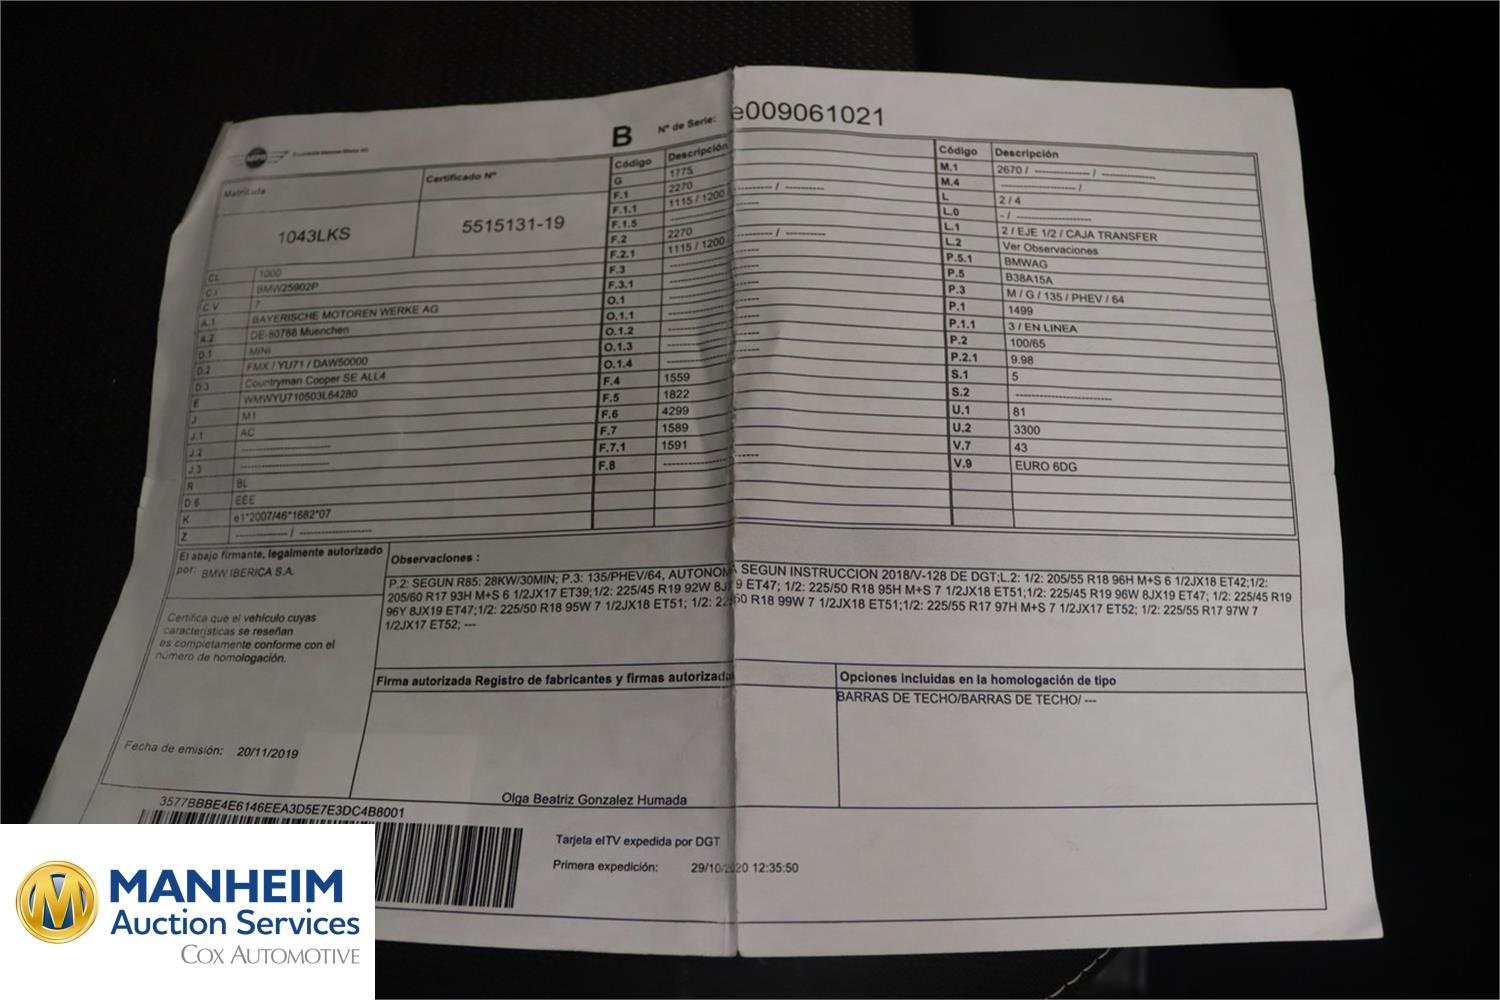 B Nº de Serie: e009061021
MINI
Matrícula
Certificado Nº
1043LKS
5515131-19
CL 1000
C.I BMW25902P
C.V 7
A.1 BAYERISCHE MOTOREN WERKE AG
A.2 DE-80788 Muenchen
D.1 MINI
D.2 FMX / YU71 / DAW50000
D.3 Countryman Cooper SE ALL4
E WMWYU710503L64280
J M1
J.1 AC
J.2 ----------------
J.3 ----------------
R BL
D.6 EEE
K e1*2007/46*1682*07
Z ------------ / ----------------
Código Descripción
G 1775
F.1 2270 ---------- / ----------
F.1.1 1115 / 1200 ------
F.1.5 ----------------
F.2 2270 ---------- / ----------
F.2.1 1115 / 1200 ------
F.3 ----------------
F.3.1 ----------------
O.1 ----------------
O.1.1 ----------------
O.1.2 ----------------
O.1.3 ----------------
O.1.4 ----------------
F.4 1559
F.5 1822
F.6 4299
F.7 1589
F.7.1 1591
F.8 ----------------
Código Descripción
M.1 2670 / ------------- / -------------
M.4 ------------------ /
L 2 / 4
L.0 - / ------------------
L.1 2 / EJE 1/2 / CAJA TRANSFER
L.2 Ver Observaciones
P.5.1 BMWAG
P.5 B38A15A
P.3 M / G / 135 / PHEV / 64
P.1 1499
P.1.1 3 / EN LINEA
P.2 100/65
P.2.1 9.98
S.1 5
S.2 ----------------------
U.1 81
U.2 3300
V.7 43
V.9 EURO 6DG
El abajo firmante, legalmente autorizado
por: BMW IBERICA S.A.
Certifica que el vehículo cuyas
características se reseñan
es completamente conforme con el
número de homologación.
Fecha de emisión: 20/11/2019
Observaciones :
P.2: SEGUN R85: 28KW/30MIN; P.3: 135/PHEV/64, AUTONOMA SEGUN INSTRUCCION 2018/V-128 DE DGT;L.2: 1/2: 205/55 R18 96H M+S 6 1/2JX18 ET42;1/2:
205/60 R17 93H M+S 6 1/2JX17 ET39;1/2: 225/45 R19 92W 8JX19 ET47; 1/2: 225/50 R18 95H M+S 7 1/2JX18 ET51;1/2: 225/45 R19 96W 8JX19 ET47; 1/2: 225/45 R19
96Y 8JX19 ET47;1/2: 225/50 R18 95W 7 1/2JX18 ET51; 1/2: 225/50 R18 99W 7 1/2JX18 ET51;1/2: 225/55 R17 97H M+S 7 1/2JX17 ET52; 1/2: 225/55 R17 97W 7
1/2JX17 ET52; ---
Firma autorizada Registro de fabricantes y firmas autorizada
Olga Beatriz Gonzalez Humada
Opciones incluidas en la homologación de tipo
BARRAS DE TECHO/BARRAS DE TECHO/ ---
3577BBBE4E6146EEA3D5E7E3DC4B8001
Tarjeta eITV expedida por DGT
Primera expedición: 29/10/2020 12:35:50
MANHEIM
Auction Services
COX AUTOMOTIVE